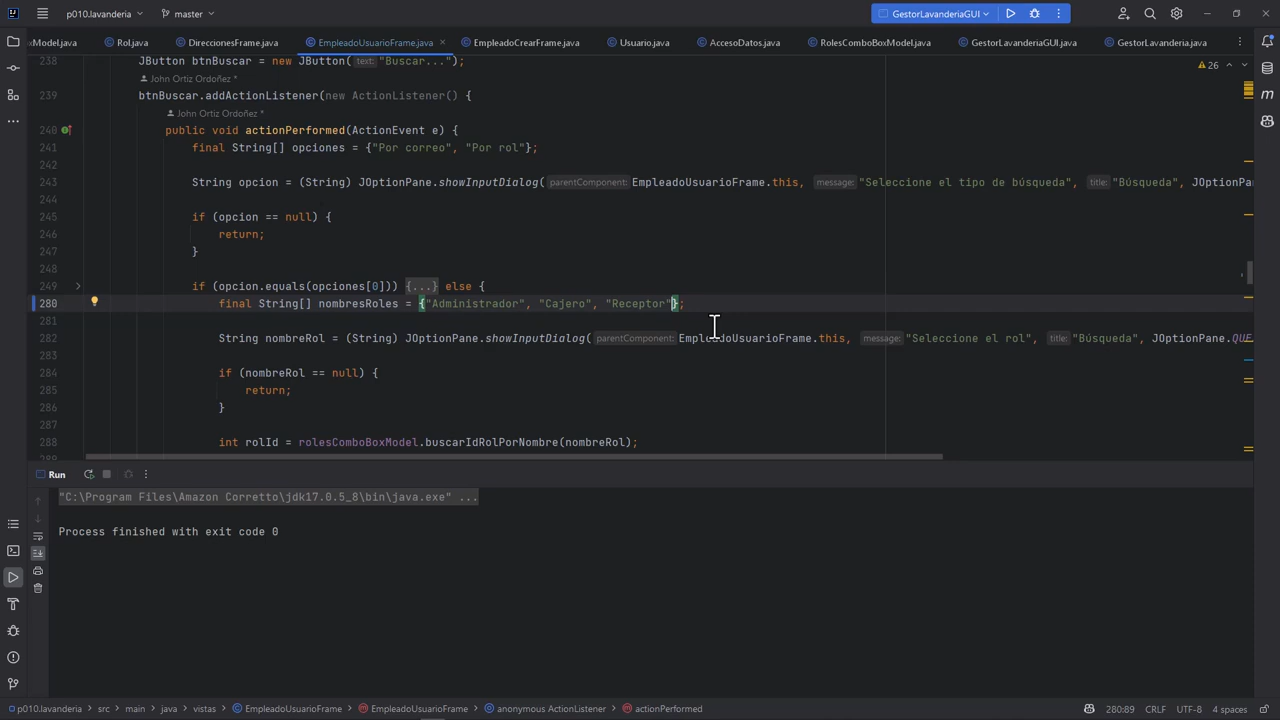 p010.lavanderia
master
GestorLavanderiaGUI
xModel.java
Rol.java
DireccionesFrame.java
EmpleadoUsuarioFrame.java
EmpleadoCrearFrame.java
Usuario.java
AccesoDatos.java
RolesComboBoxModel.java
GestorLavanderiaGUI.java
GestorLavanderia.java
26
238 JButton btnBuscar = new JButton( text: "Buscar...");
John Ortiz Ordoñez *
239 btnBuscar.addActionListener(new ActionListener() {
John Ortiz Ordoñez *
240 public void actionPerformed(ActionEvent e) {
241 final String[] opciones = {"Por correo", "Por rol"};
242
243 String opcion = (String) JOptionPane.showInputDialog( parentComponent: EmpleadoUsuarioFrame.this, message: "Seleccione el tipo de búsqueda", title: "Búsqueda", JOptionPa
244
245 if (opcion == null) {
246 return;
247 }
248
249 if (opcion.equals(opciones[0])) {...} else {
280 final String[] nombresRoles = {"Administrador", "Cajero", "Receptor"};
281
282 String nombreRol = (String) JOptionPane.showInputDialog( parentComponent: EmpleadoUsuarioFrame.this, message: "Seleccione el rol", title: "Búsqueda", JOptionPane.QUE
283
284 if (nombreRol == null) {
285 return;
286 }
287
288 int rolId = rolesComboBoxModel.buscarIdRolPorNombre(nombreRol);
289
Run
"C:\Program Files\Amazon Corretto\jdk17.0.5_8\bin\java.exe" ...
Process finished with exit code 0
p010.lavanderia > src > main > java > vistas > EmpleadoUsuarioFrame > EmpleadoUsuarioFrame > anonymous ActionListener > actionPerformed
280:89 CRLF UTF-8 4 spaces